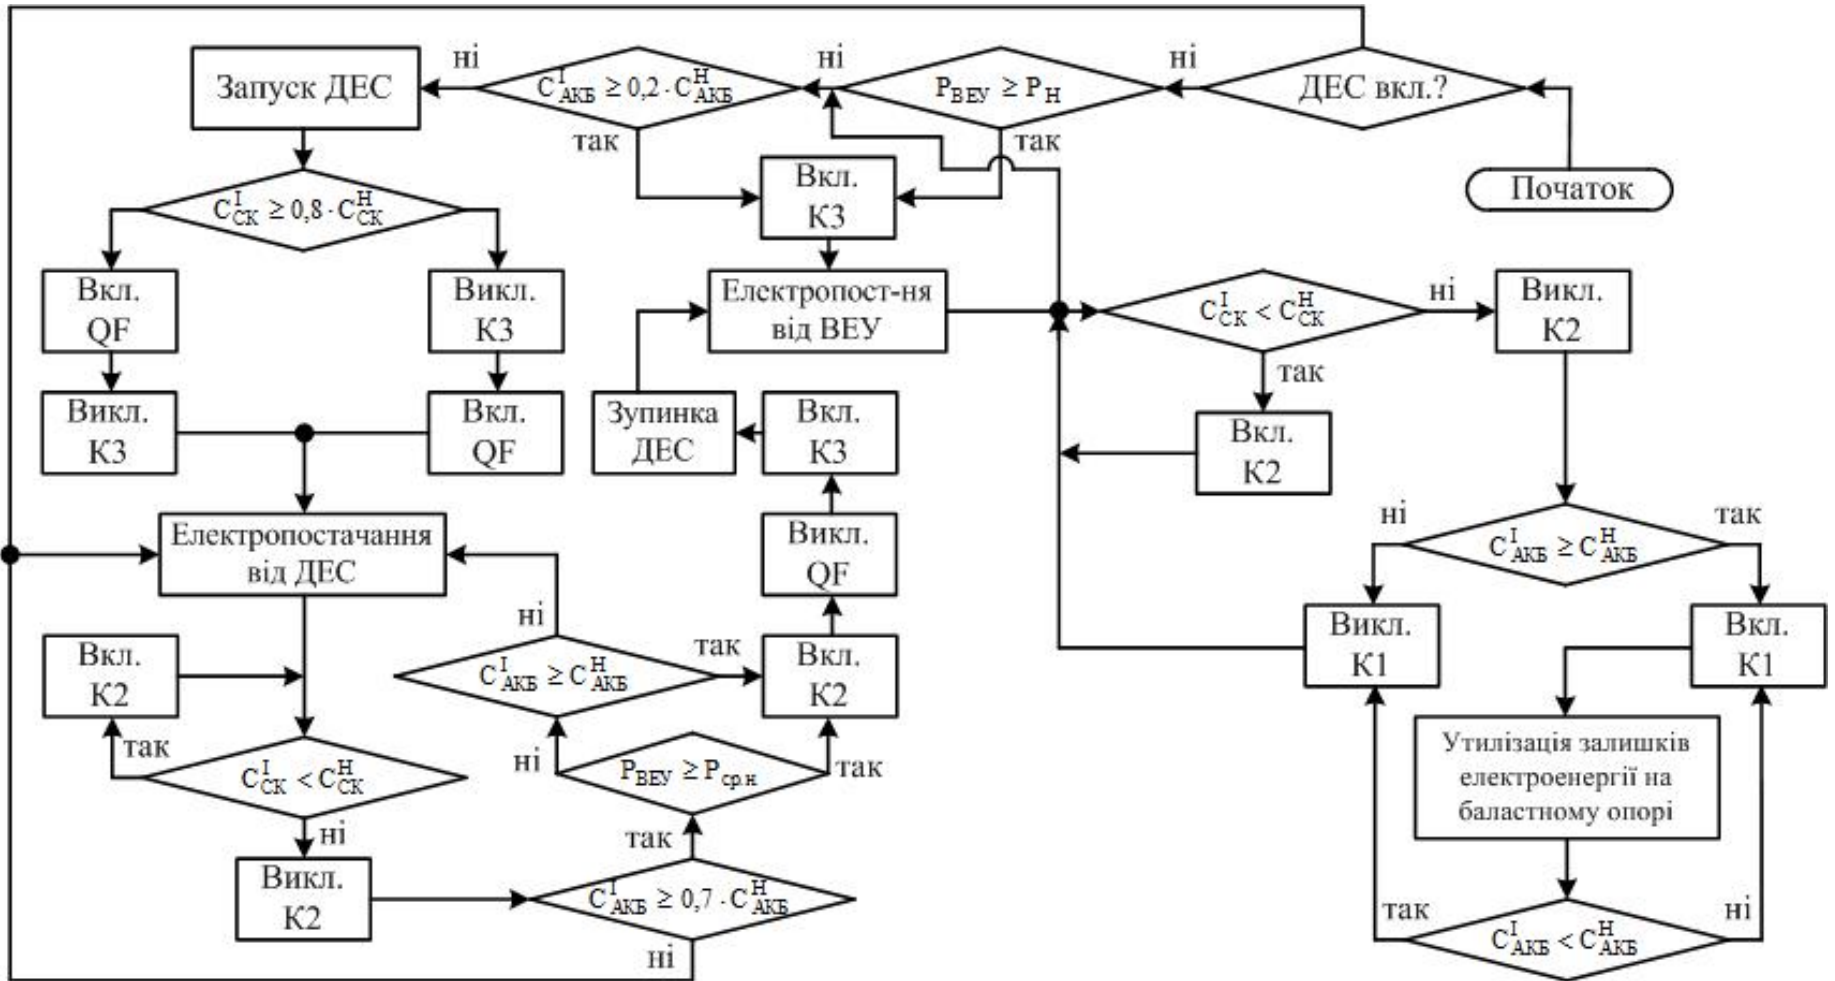 ні
ні
ні
Запуск ДЕС
C^I_АКБ ≥ 0,2 · C^H_АКБ
P_ВЕУ ≥ P_Н
ДЕС вкл.?
так
так
Вкл.
К3
Початок
C^I_СК ≥ 0,8 · C^H_СК
Вкл.
QF
Викл.
К3
Електропост-ня
від ВЕУ
C^I_СК < C^H_СК
ні
Викл.
К2
так
Викл.
К3
Вкл.
QF
Зупинка
ДЕС
Вкл.
К3
Вкл.
К2
Електропостачання
від ДЕС
Викл.
QF
ні
так
C^I_АКБ ≥ C^H_АКБ
ні
Вкл.
К2
C^I_АКБ ≥ C^H_АКБ
так
Вкл.
К2
Викл.
К1
Вкл.
К1
так
C^I_СК < C^H_СК
ні
ні
P_ВЕУ ≥ P_ср.н
так
Утилізація залишків
електроенергії на
баластному опорі
Викл.
К2
так
C^I_АКБ ≥ 0,7 · C^H_АКБ
ні
так
C^I_АКБ < C^H_АКБ
ні